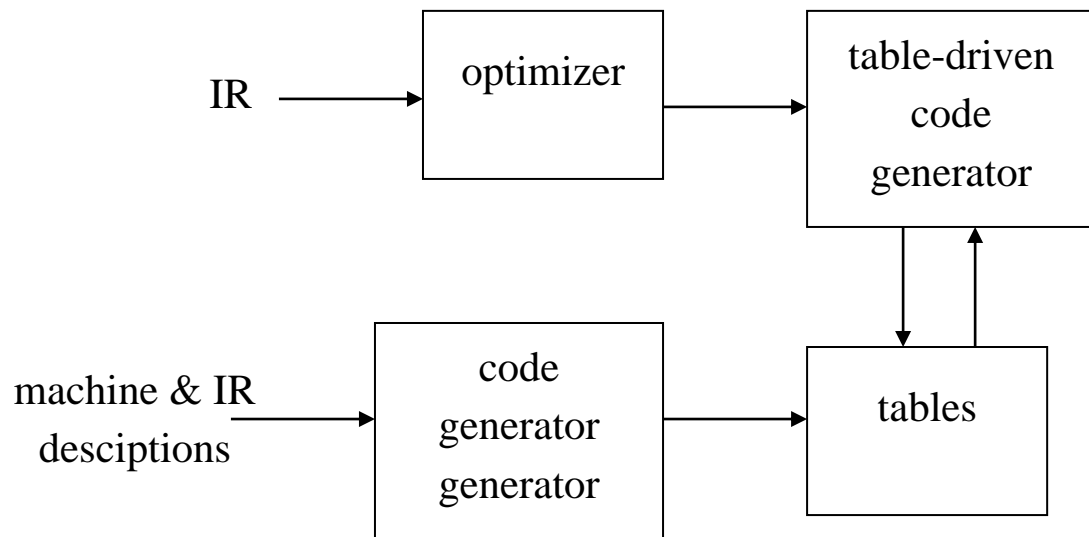 IR
optimizer
table-driven
code
generator
machine & IR
desciptions
code
generator
generator
tables